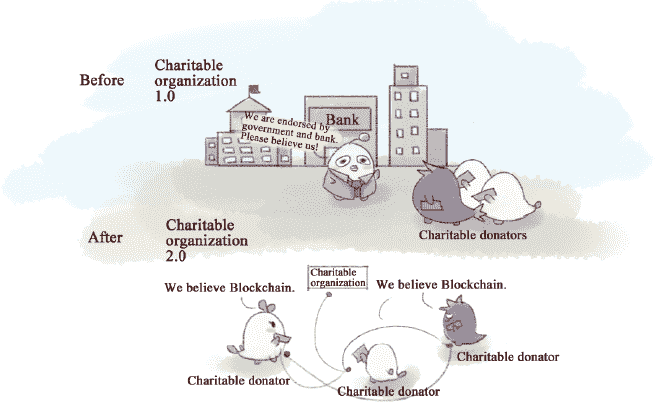 Before
Charitable
organization
1.0
We are endorsed by
government and bank.
Please believe us!
Bank
Charitable donators
After
Charitable
organization
2.0
We believe Blockchain.
Charitable
organization
We believe Blockchain.
Charitable donator
Charitable donator
Charitable donator